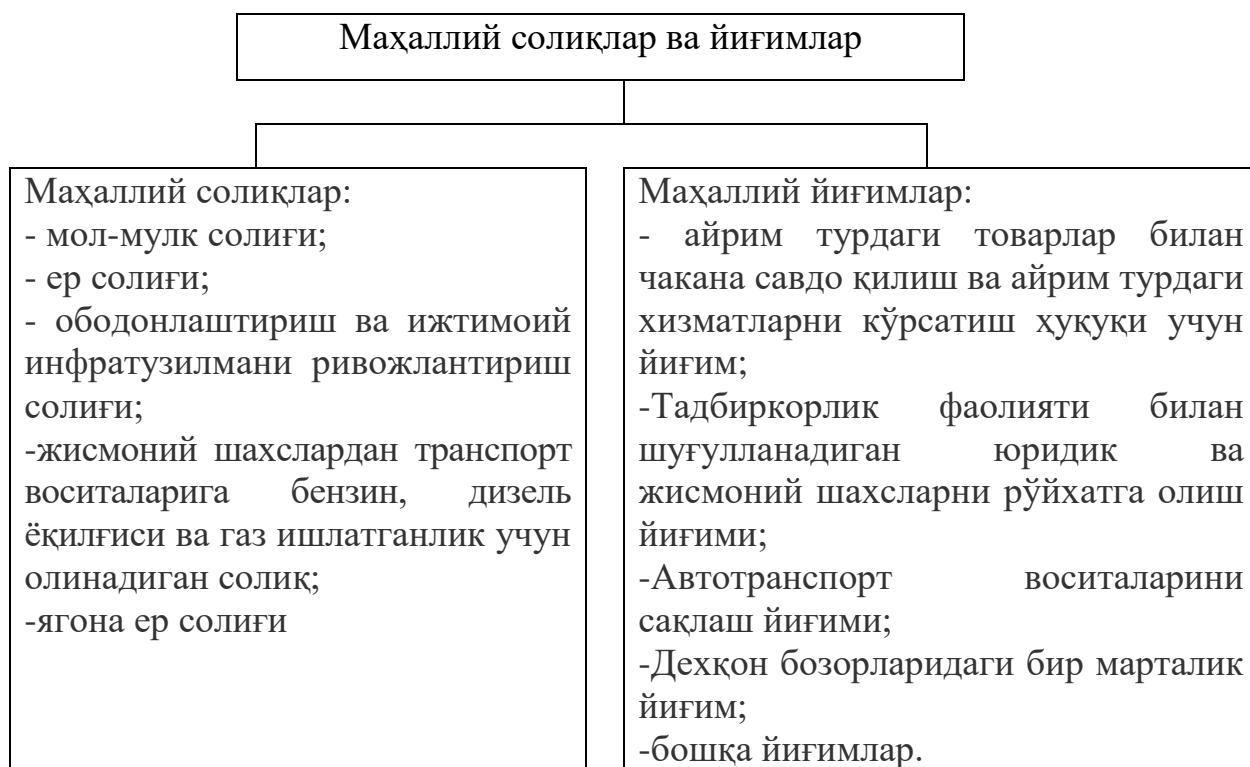 Маҳаллий солиқлар ва йиғимлар
Маҳаллий солиқлар:
- мол-мулк солиғи;
- ер солиғи;
- ободонлаштириш ва ижтимоий
инфратузилмани ривожлантириш
солиғи;
-жисмоний шахслардан транспорт
воситаларига бензин, дизель
ёқилғиси ва газ ишлатганлик учун
олинадиган солиқ;
-ягона ер солиғи
Маҳаллий йиғимлар:
- айрим турдаги товарлар билан
чакана савдо қилиш ва айрим турдаги
хизматларни кўрсатиш ҳуқуқи учун
йиғим;
-Тадбиркорлик фаолияти билан
шуғулланадиган юридик ва
жисмоний шахсларни рўйхатга олиш
йиғими;
-Автотранспорт воситаларини
сақлаш йиғими;
-Дехқон бозорларидаги бир марталик
йиғим;
-бошқа йиғимлар.